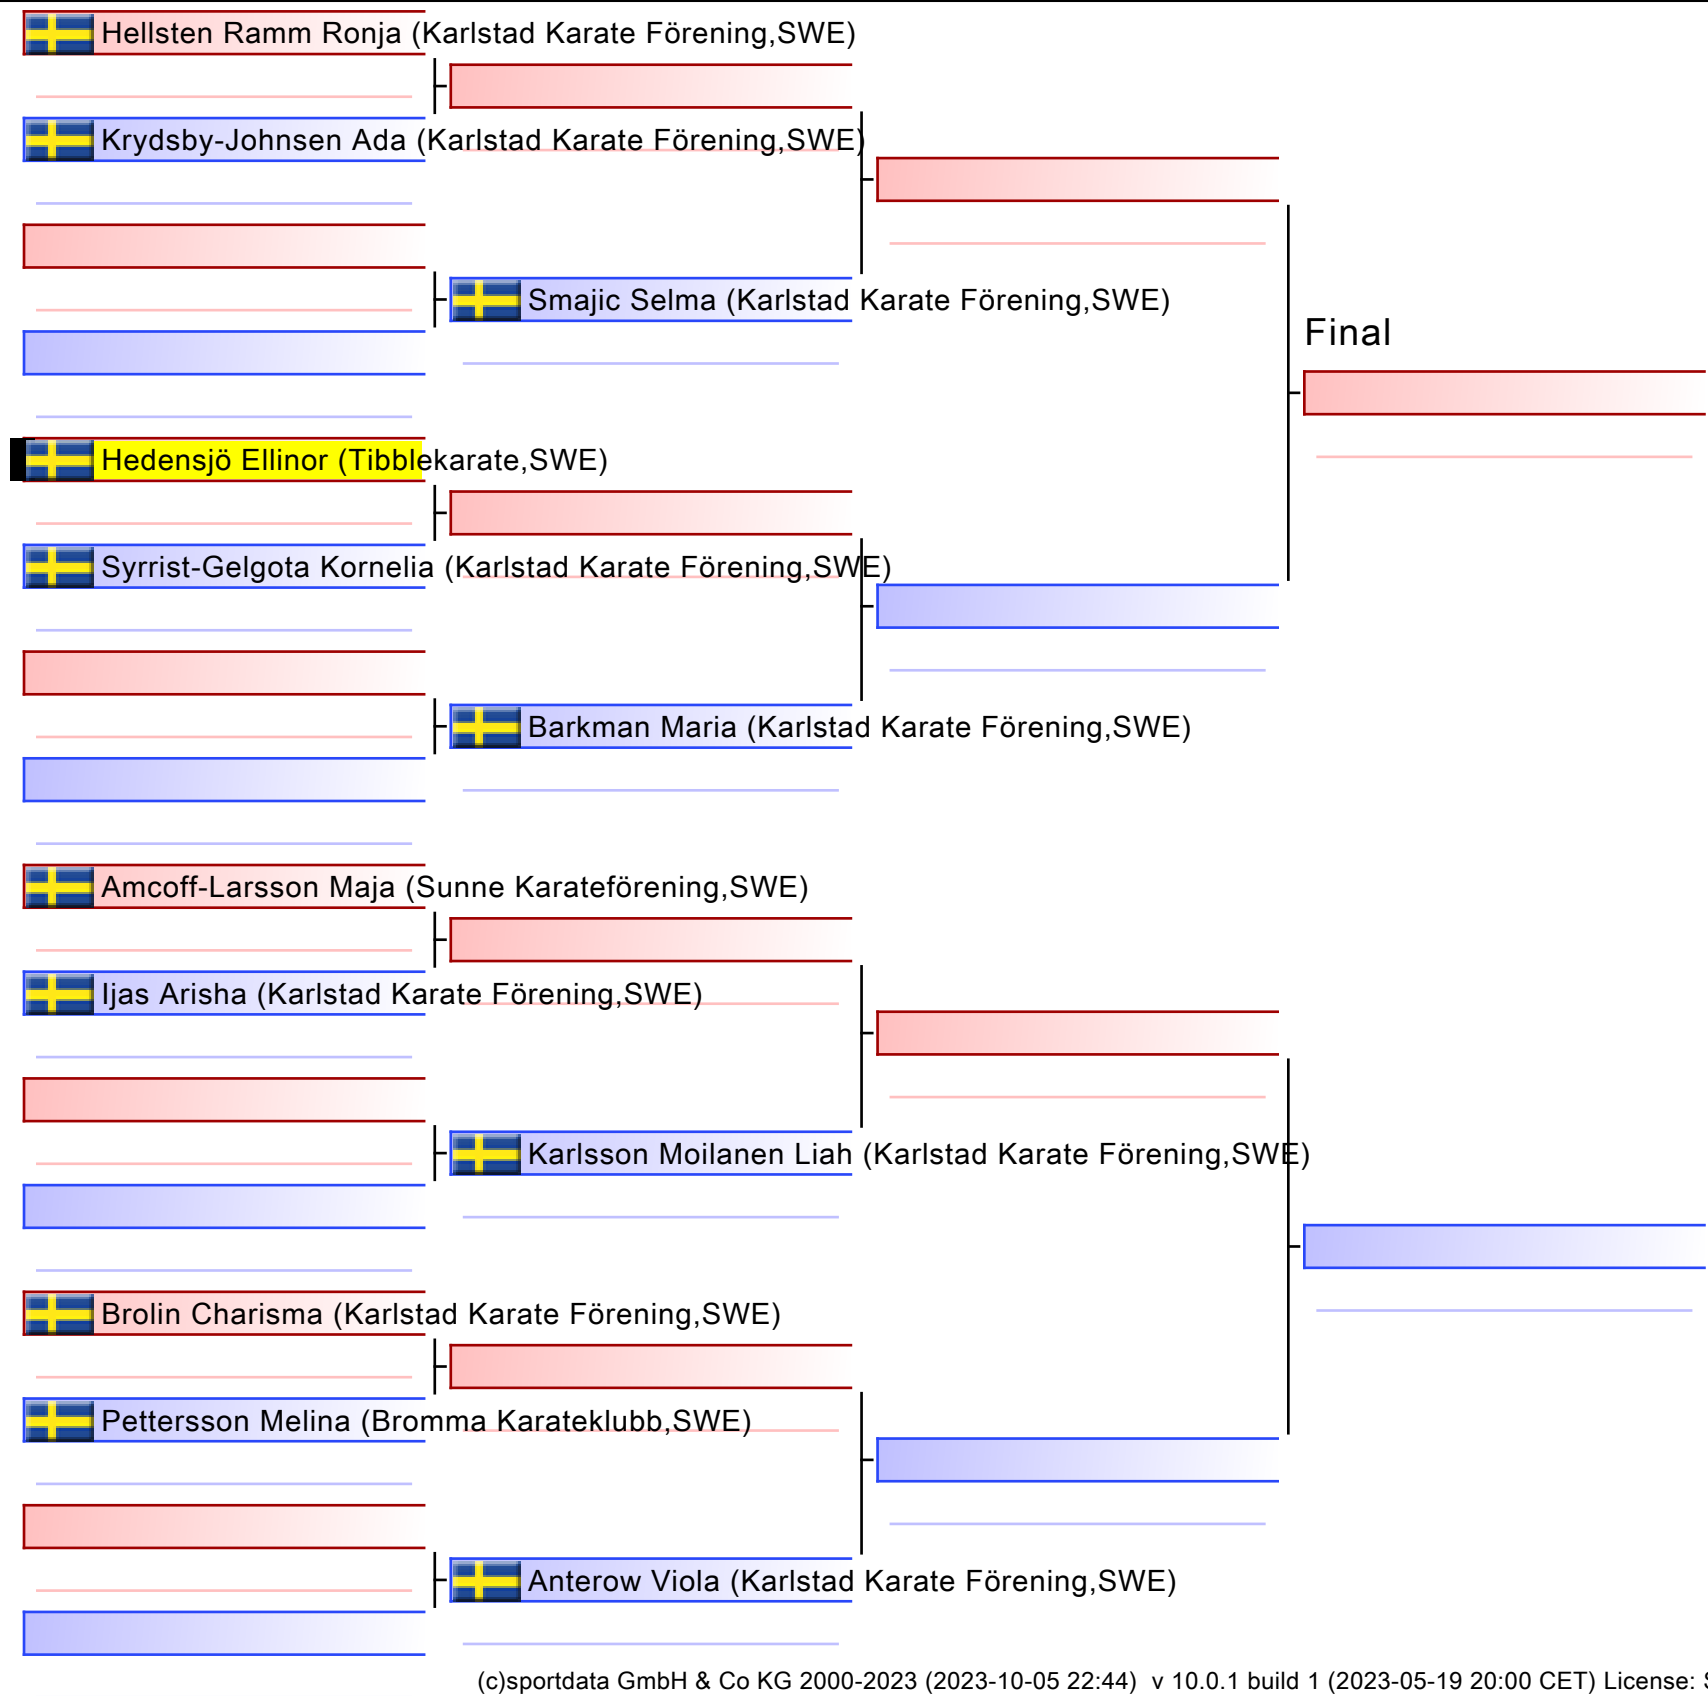 Hellsten Ramm Ronja (Karlstad Karate Förening,SWE)
Krydsby-Johnsen Ada (Karlstad Karate Förening,SWE)
Smajic Selma (Karlstad Karate Förening,SWE)
Final
Hedensjö Ellinor (Tibblekarate,SWE)
Syrrist-Gelgota Kornelia (Karlstad Karate Förening,SWE)
Barkman Maria (Karlstad Karate Förening,SWE)
Amcoff-Larsson Maja (Sunne Karateförening,SWE)
Ijas Arisha (Karlstad Karate Förening,SWE)
Karlsson Moilanen Liah (Karlstad Karate Förening,SWE)
Brolin Charisma (Karlstad Karate Förening,SWE)
Pettersson Melina (Bromma Karateklubb,SWE)
Anterow Viola (Karlstad Karate Förening,SWE)
(c)sportdata GmbH & Co KG 2000-2023 (2023-10-05 22:44) v 10.0.1 build 1 (2023-05-19 20:00 CET) License: